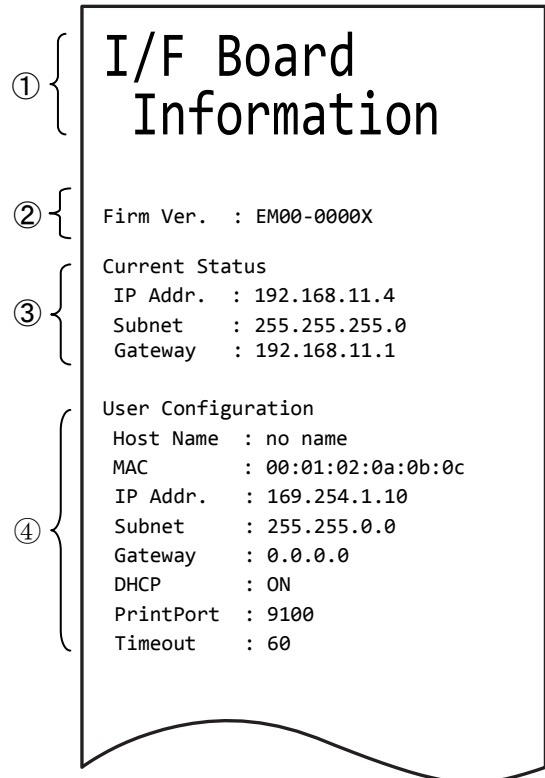 ①
I/F Board
Information
②
Firm Ver. : EM00-0000X
③
Current Status
IP Addr. : 192.168.11.4
Subnet : 255.255.255.0
Gateway : 192.168.11.1
④
User Configuration
Host Name : no name
MAC : 00:01:02:0a:0b:0c
IP Addr. : 169.254.1.10
Subnet : 255.255.0.0
Gateway : 0.0.0.0
DHCP : ON
PrintPort : 9100
Timeout : 60